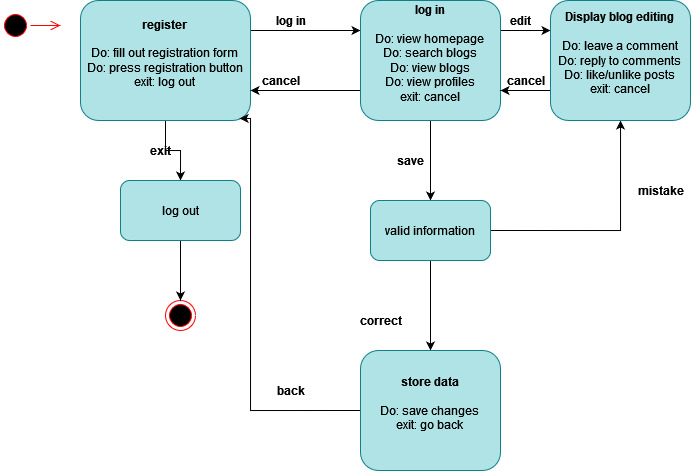 register
Do: fill out registration form
Do: press registration button
exit: log out
log in
log in
Do: view homepage
Do: search blogs
Do: view blogs
Do: view profiles
exit: cancel
edit
Display blog editing
Do: leave a comment
Do: reply to comments
Do: like/unlike posts
exit: cancel
cancel
cancel
exit
save
log out
valid information
mistake
correct
back
store data
Do: save changes
exit: go back